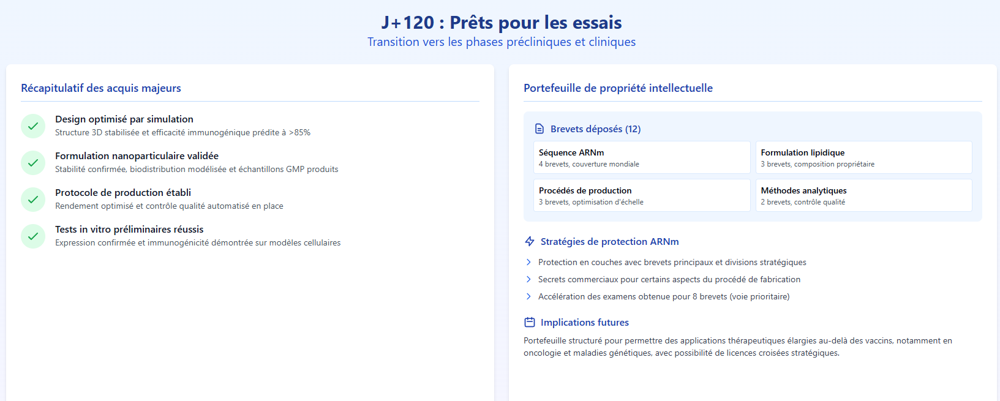 J+120 : Prêts pour les essais
Transition vers les phases précliniques et cliniques
Récapitulatif des acquis majeurs
Design optimisé par simulation
Structure 3D stabilisée et efficacité immunogénique prédite à >85%
Formulation nanoparticulaire validée
Stabilité confirmée, biodistribution modélisée et échantillons GMP produits
Protocole de production établi
Rendement optimisé et contrôle qualité automatisé en place
Tests in vitro préliminaires réussis
Expression confirmée et immunogénicité démontrée sur modèles cellulaires
Portefeuille de propriété intellectuelle
Brevets déposés (12)
Séquence ARNm
4 brevets, couverture mondiale
Formulation lipidique
3 brevets, composition propriétaire
Procédés de production
3 brevets, optimisation d'échelle
Méthodes analytiques
2 brevets, contrôle qualité
Stratégies de protection ARNm
Protection en couches avec brevets principaux et divisions stratégiques
Secrets commerciaux pour certains aspects du procédé de fabrication
Accélération des examens obtenue pour 8 brevets (voie prioritaire)
Implications futures
Portefeuille structuré pour permettre des applications thérapeutiques élargies au-delà des vaccins, notamment en
oncologie et maladies génétiques, avec possibilité de licences croisées stratégiques.